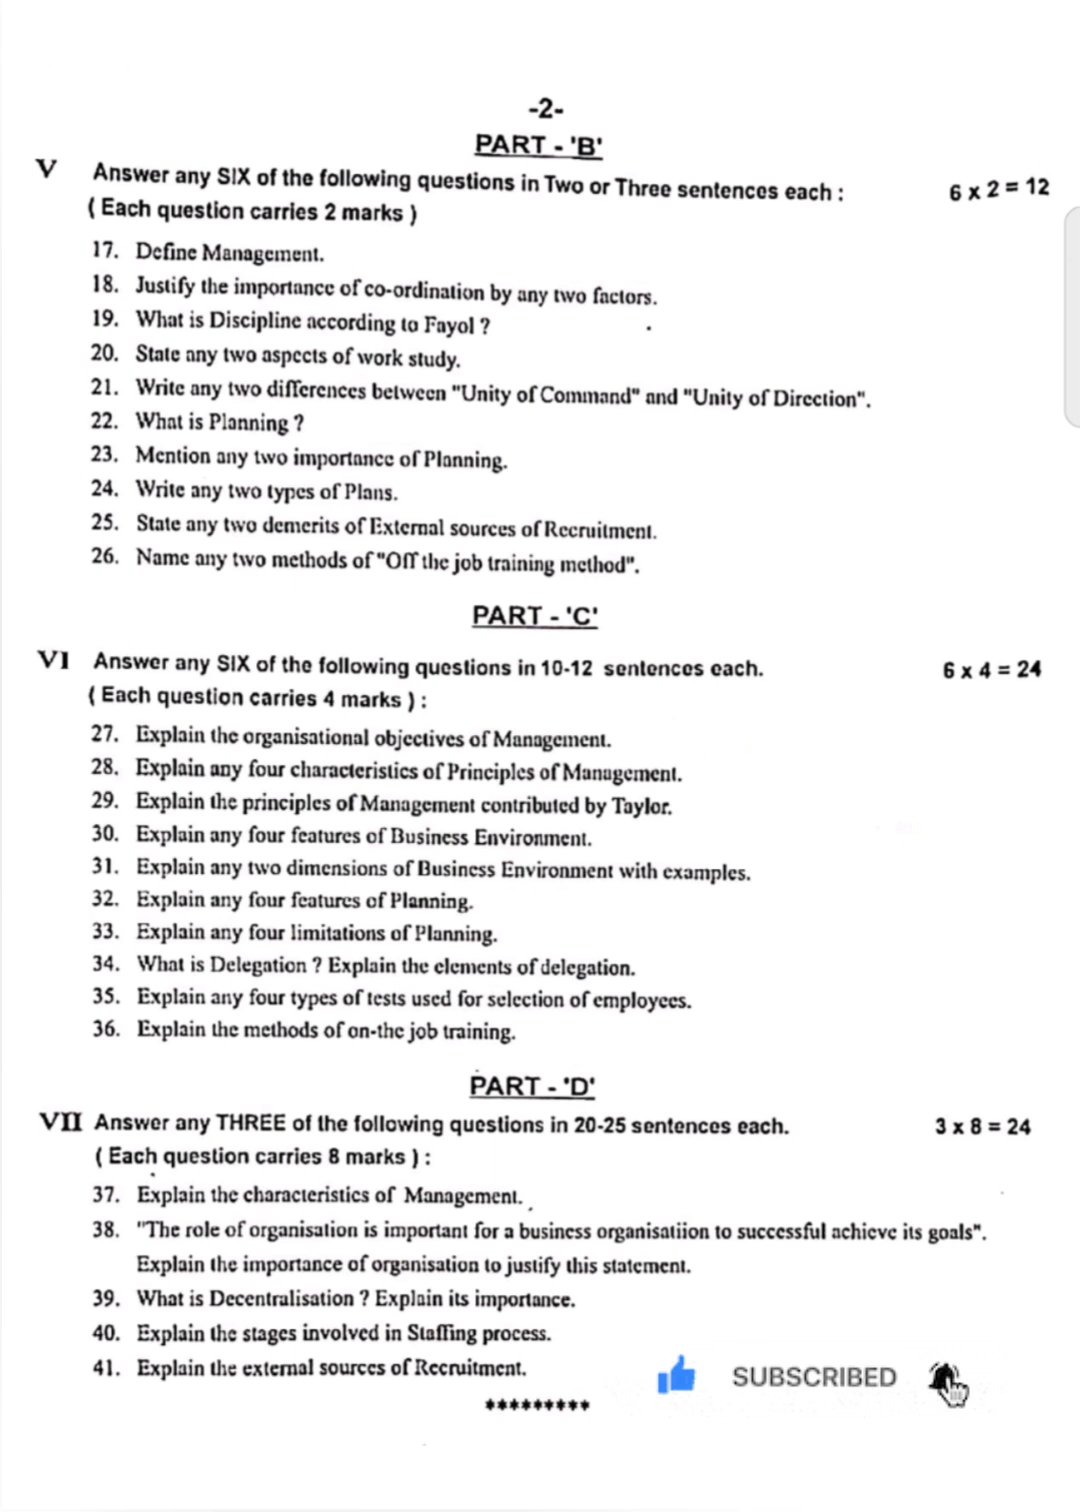 -2-
PART - 'B'
V Answer any SIX of the following questions in Two or Three sentences each : 6 x 2 = 12
( Each question carries 2 marks )
17. Define Management.
18. Justify the importance of co-ordination by any two factors.
19. What is Discipline according to Fayol ?
20. State any two aspects of work study.
21. Write any two differences between "Unity of Command" and "Unity of Direction".
22. What is Planning ?
23. Mention any two importance of Planning.
24. Write any two types of Plans.
25. State any two demerits of External sources of Recruitment.
26. Name any two methods of "Off the job training method".
PART - 'C'
VI Answer any SIX of the following questions in 10-12 sentences each. 6 x 4 = 24
( Each question carries 4 marks ) :
27. Explain the organisational objectives of Management.
28. Explain any four characteristics of Principles of Management.
29. Explain the principles of Management contributed by Taylor.
30. Explain any four features of Business Environment.
31. Explain any two dimensions of Business Environment with examples.
32. Explain any four features of Planning.
33. Explain any four limitations of Planning.
34. What is Delegation ? Explain the elements of delegation.
35. Explain any four types of tests used for selection of employees.
36. Explain the methods of on-the job training.
PART - 'D'
VII Answer any THREE of the following questions in 20-25 sentences each. 3 x 8 = 24
( Each question carries 8 marks ) :
37. Explain the characteristics of Management.
38. "The role of organisation is important for a business organisatiion to successful achieve its goals".
Explain the importance of organisation to justify this statement.
39. What is Decentralisation ? Explain its importance.
40. Explain the stages involved in Staffing process.
41. Explain the external sources of Recruitment.
SUBSCRIBED
*********